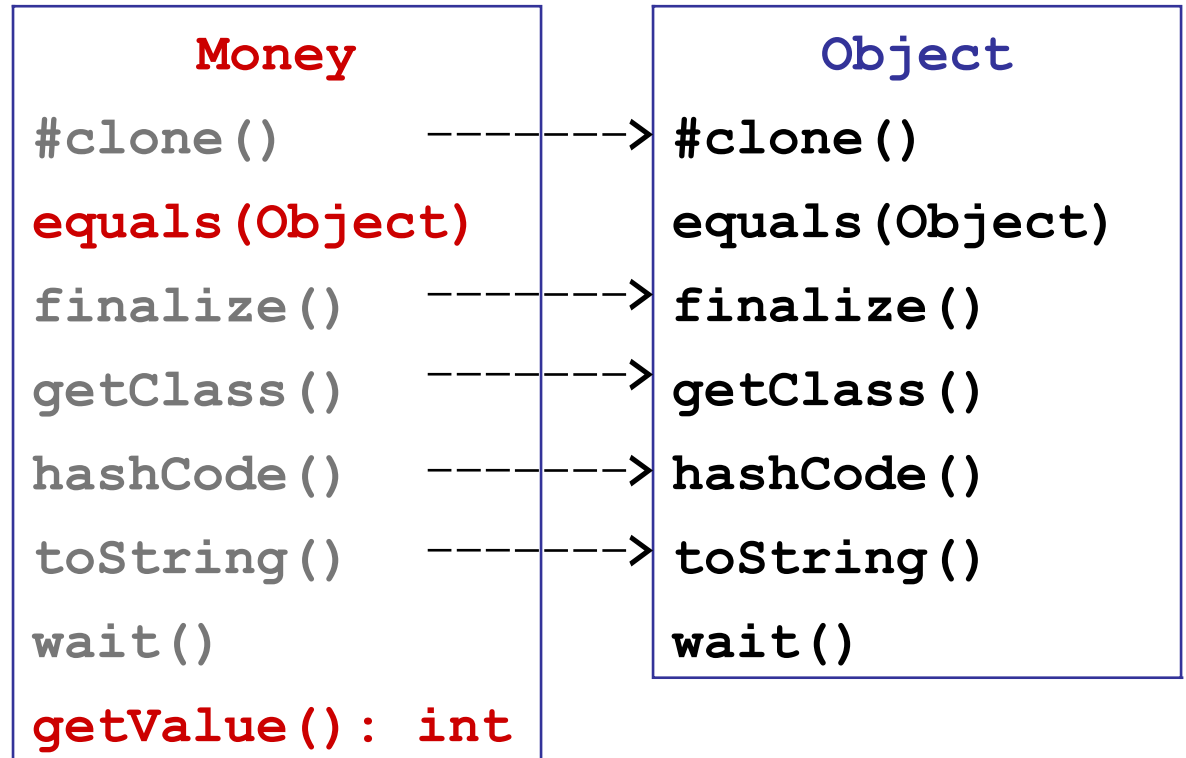 Money Object
#clone() #clone()
equals(Object) equals(Object)
finalize() finalize()
getClass() getClass()
hashCode() hashCode()
toString() toString()
wait() wait()
getValue(): int